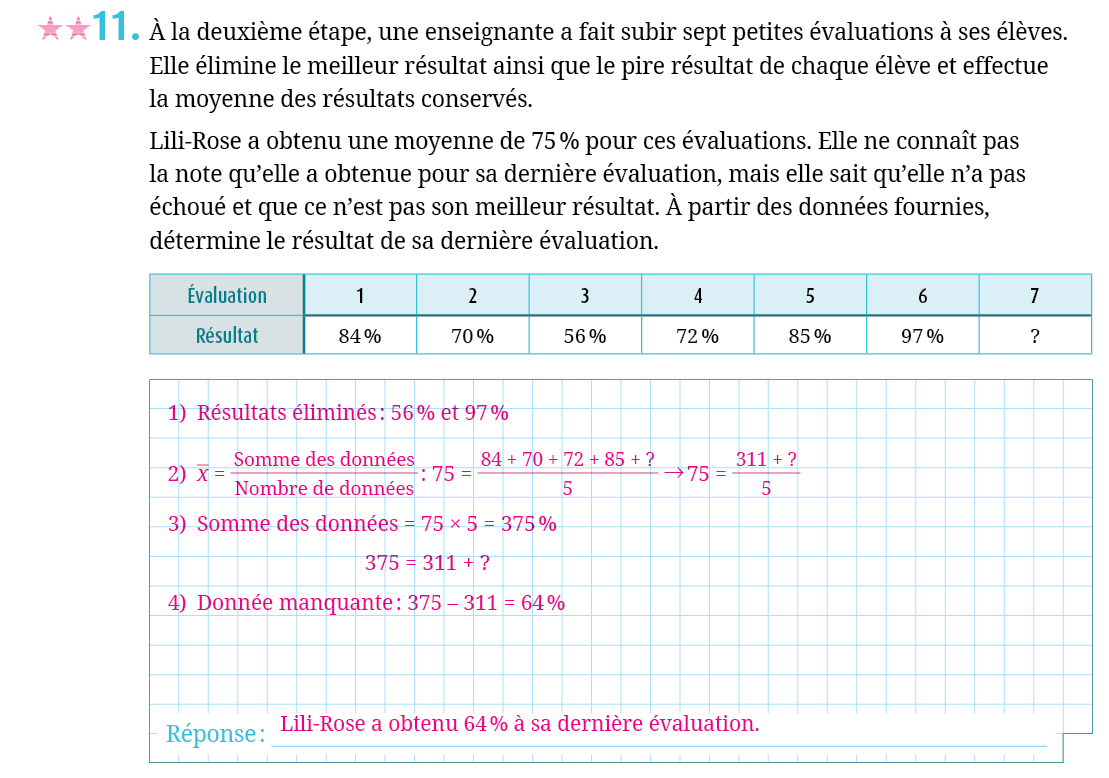 ★★11. À la deuxième étape, une enseignante a fait subir sept petites évaluations à ses élèves.
Elle élimine le meilleur résultat ainsi que le pire résultat de chaque élève et effectue
la moyenne des résultats conservés.
Lili-Rose a obtenu une moyenne de 75 % pour ces évaluations. Elle ne connaît pas
la note qu’elle a obtenue pour sa dernière évaluation, mais elle sait qu’elle n’a pas
échoué et que ce n’est pas son meilleur résultat. À partir des données fournies,
détermine le résultat de sa dernière évaluation.
Évaluation 1 2 3 4 5 6 7
Résultat 84 % 70 % 56 % 72 % 85 % 97 % ?
1) Résultats éliminés : 56 % et 97 %
2) x̅ = Somme des données / Nombre de données : 75 = (84 + 70 + 72 + 85 + ?) / 5 → 75 = (311 + ?) / 5
3) Somme des données = 75 × 5 = 375 %
375 = 311 + ?
4) Donnée manquante : 375 – 311 = 64 %
Réponse : Lili-Rose a obtenu 64 % à sa dernière évaluation.